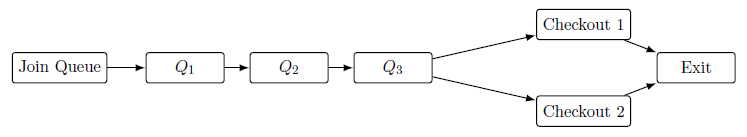 Join Queue
Q₁
Q₂
Q₃
Checkout 1
Checkout 2
Exit